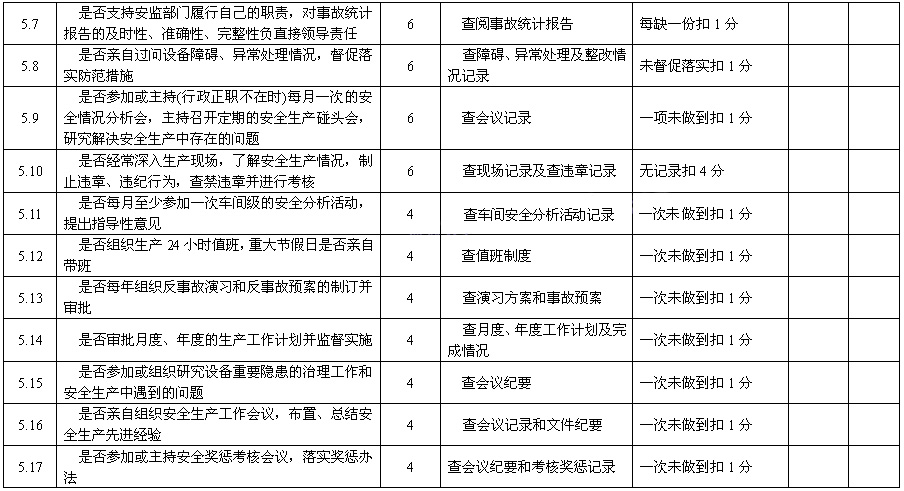 是否支持安监部门履行自己的职责，对事故统计
5.7 报告的及时性、准确性、完整性负直接领导责任 6 查阅事故统计报告 每缺一份扣 1 分
是否亲自过问设备障碍、异常处理情况，督促落 查障碍、异常处理及整改情
5.8 实防范措施 6 况记录 未督促落实扣 1 分
是否参加或主持(行政正职不在时)每月一次的安
5.9 全情况分析会，主持召开定期的安全生产碰头会， 6 查会议记录 一项未做到扣 1 分
研究解决安全生产中存在的问题
是否经常深入生产现场，了解安全生产情况，制
5.10 止违章、违纪行为，查禁违章并进行考核 6 查现场记录及查违章记录 无记录扣 4 分
是否每月至少参加一次车间级的安全分析活动，
5.11 提出指导性意见 4 查车间安全分析活动记录 一次未做到扣 1 分
是否组织生产 24 小时值班，重大节假日是否亲自
5.12 带班 4 查值班制度 一次未做到扣 1 分
是否每年组织反事故演习和反事故预案的制订并
5.13 审批 4 查演习方案和事故预案 一次未做到扣 1 分
5.14 是否审批月度、年度的生产工作计划并监督实施 4 查月度、年度工作计划及完 一次未做到扣 1 分
成情况
是否参加或组织研究设备重要隐患的治理工作和
5.15 安全生产中遇到的问题 4 查会议纪要 一次未做到扣 1 分
是否亲自组织安全生产工作会议，布置、总结安
5.16 全生产先进经验 4 查会议记录和文件纪要 一次未做到扣 1 分
是否参加或主持安全奖惩考核会议，落实奖惩办
5.17 法 4 查会议纪要和考核奖惩记录 一次未做到扣 1 分